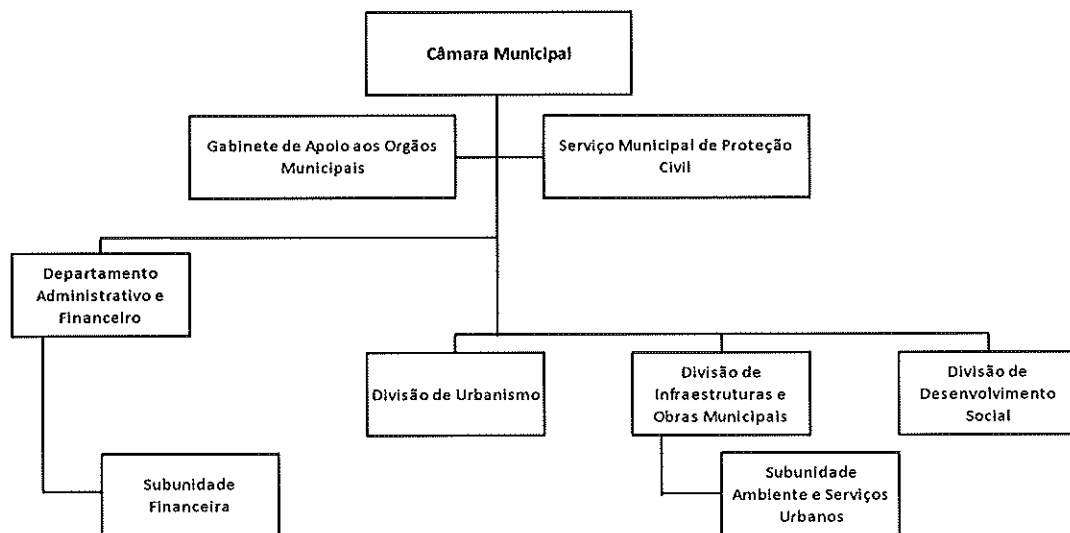 Câmara Municipal
Gabinete de Apoio aos Orgãos
Municipais
Serviço Municipal de Proteção
Civil
Departamento
Administrativo e
Financeiro
Divisão de Urbanismo
Divisão de
Infraestruturas e
Obras Municipais
Divisão de
Desenvolvimento
Social
Subunidade
Financeira
Subunidade
Ambiente e Serviços
Urbanos